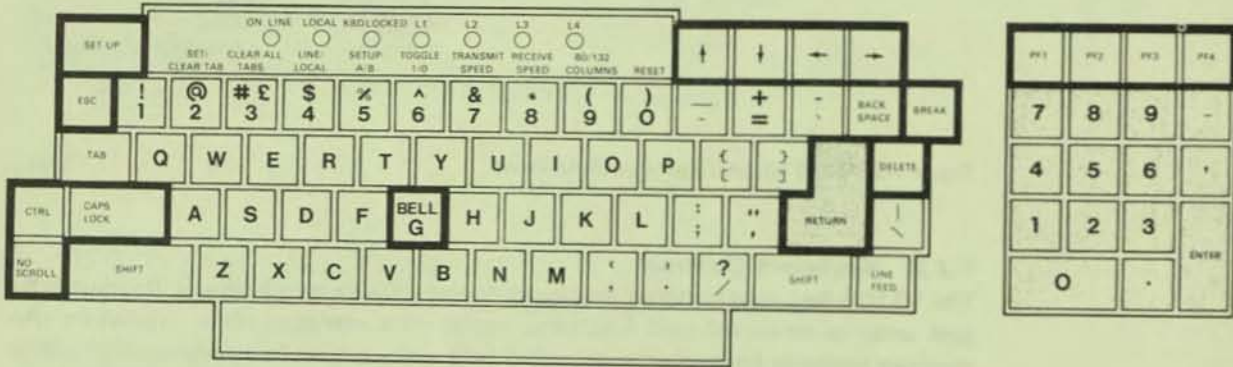 ON LINE LOCAL KBD LOCKED L1 L2 L3 L4
SET UP
SET/ CLEAR ALL LINE/ SETUP TOGGLE TRANSMIT RECEIVE 80/132
CLEAR TAB TABS LOCAL A/B 1/0 SPEED SPEED COLUMNS RESET
↑ ↓ ← →
PF1 PF2 PF3 PF4
ESC ! @ # £ $ % ^ & * ( ) — + ~ BACK BREAK
1 2 3 4 5 6 7 8 9 0 - = ` SPACE
7 8 9 -
TAB Q W E R T Y U I O P { } DELETE
[ ]
4 5 6 ,
CTRL CAPS A S D F BELL H J K L : " RETURN |
LOCK G ; ' \
1 2 3
NO SHIFT Z X C V B N M , . ? SHIFT LINE
SCROLL , . / FEED
ENTER
0 .